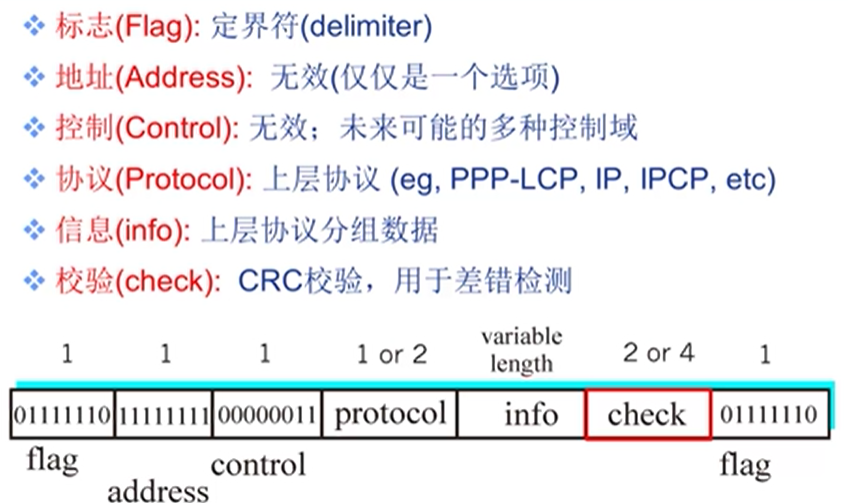 标志(Flag): 定界符(delimiter)
地址(Address): 无效(仅仅是一个选项)
控制(Control): 无效；未来可能的多种控制域
协议(Protocol): 上层协议 (eg, PPP-LCP, IP, IPCP, etc)
信息(info): 上层协议分组数据
校验(check): CRC校验，用于差错检测
1 1 1 1 or 2 variable length 2 or 4 1
01111110 11111111 00000011 protocol info check 01111110
flag address control flag